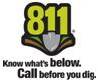 811
Know what's below.
Call before you dig.